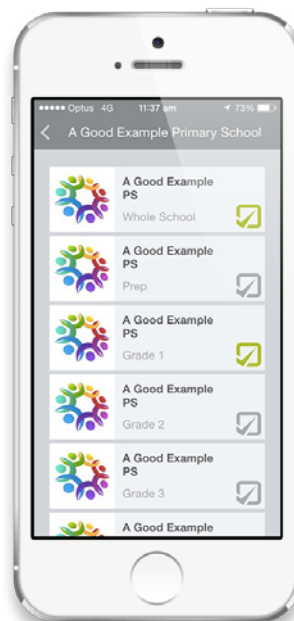 Optus 4G 11:37 am 73%
A Good Example Primary School
A Good Example
PS
Whole School
A Good Example
PS
Prep
A Good Example
PS
Grade 1
A Good Example
PS
Grade 2
A Good Example
PS
Grade 3
A Good Example